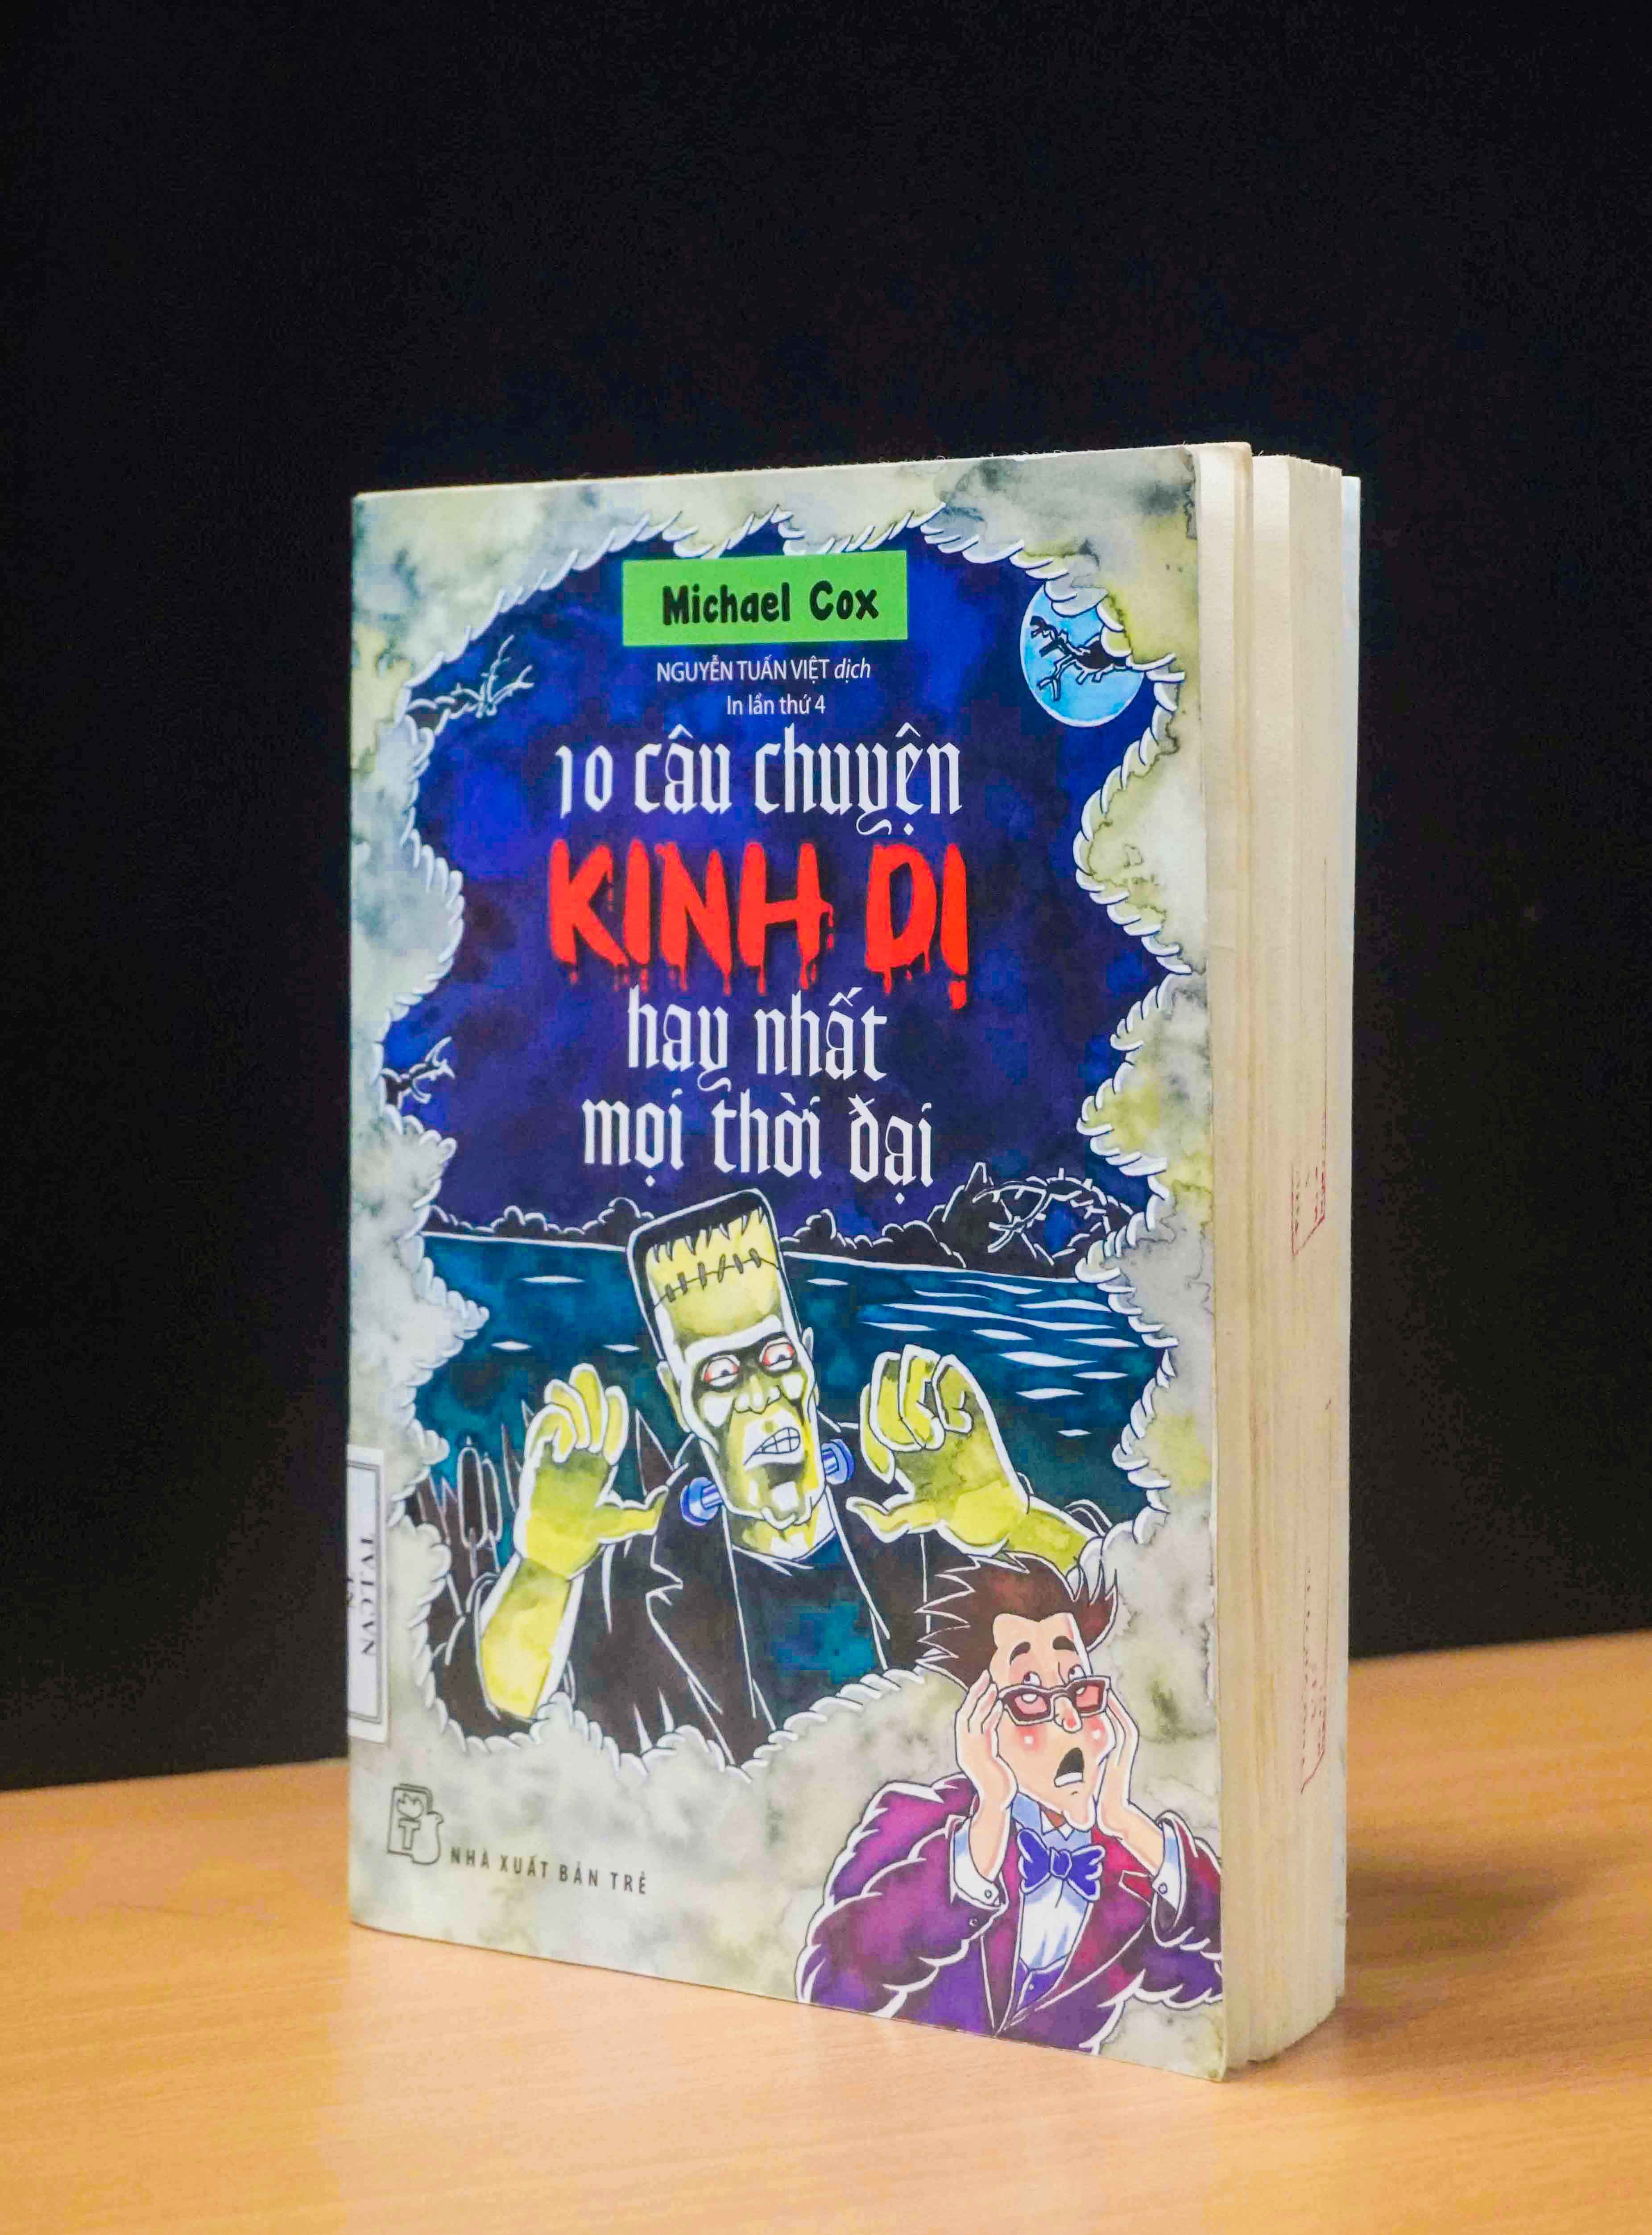 Michael Cox
NGUYỄN TUẤN VIỆT dịch
In lần thứ 4
10 câu chuyện
KINH DỊ
hay nhất
mọi thời đại
NHÀ XUẤT BẢN TRẺ